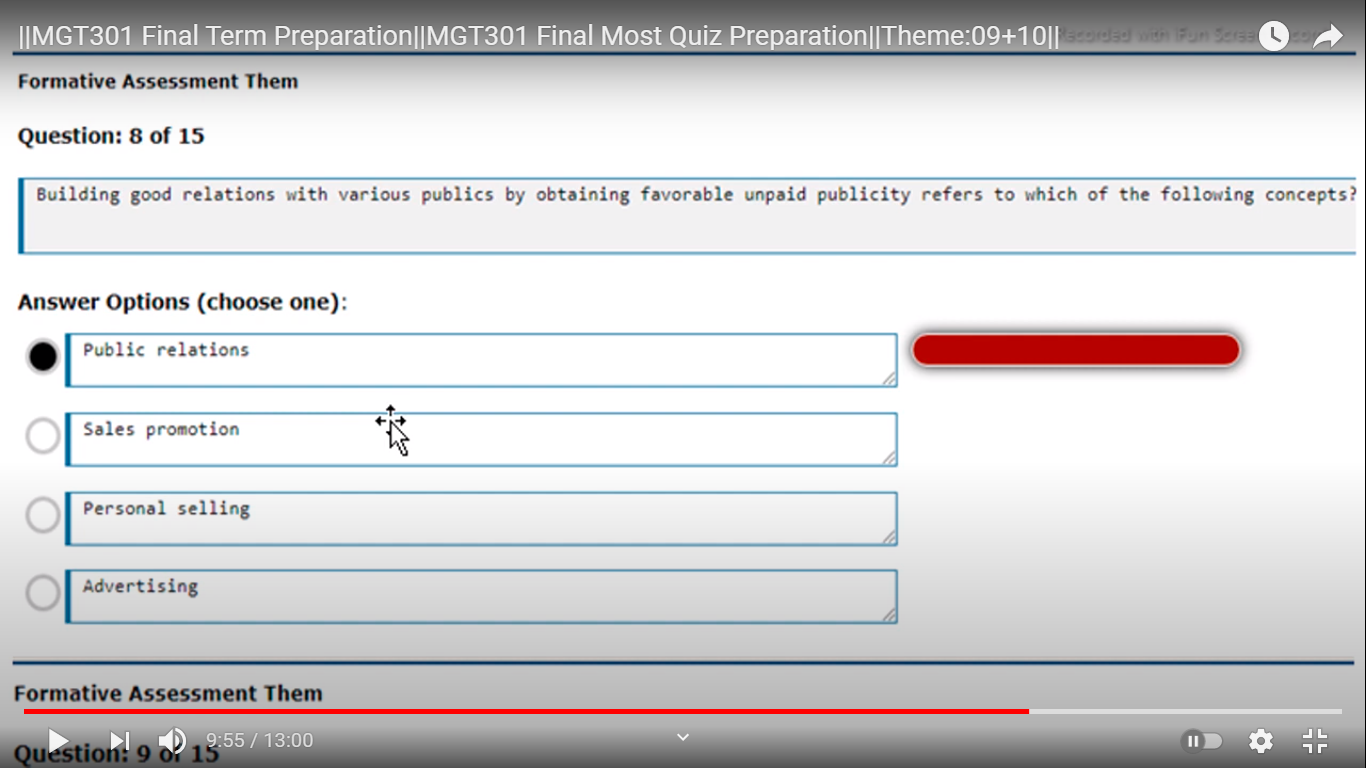 ||MGT301 Final Term Preparation||MGT301 Final Most Quiz Preparation||Theme:09+10||
Recorded with iFun Screen
Formative Assessment Them
Question: 8 of 15
Building good relations with various publics by obtaining favorable unpaid publicity refers to which of the following concepts?
Answer Options (choose one):
Public relations
Sales promotion
Personal selling
Advertising
Formative Assessment Them
9:55 / 13:00
Question: 9 of 15